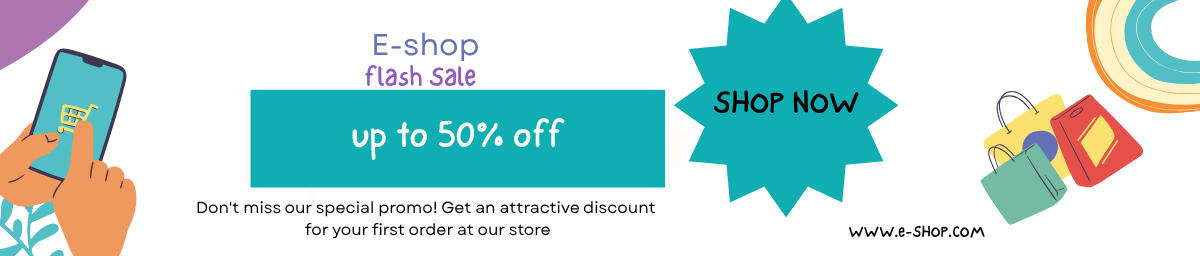 E-shop
flash Sale
up to 50% off
SHOP NOW
Don't miss our special promo! Get an attractive discount
for your first order at our store
WWW.e-SHOP.COM